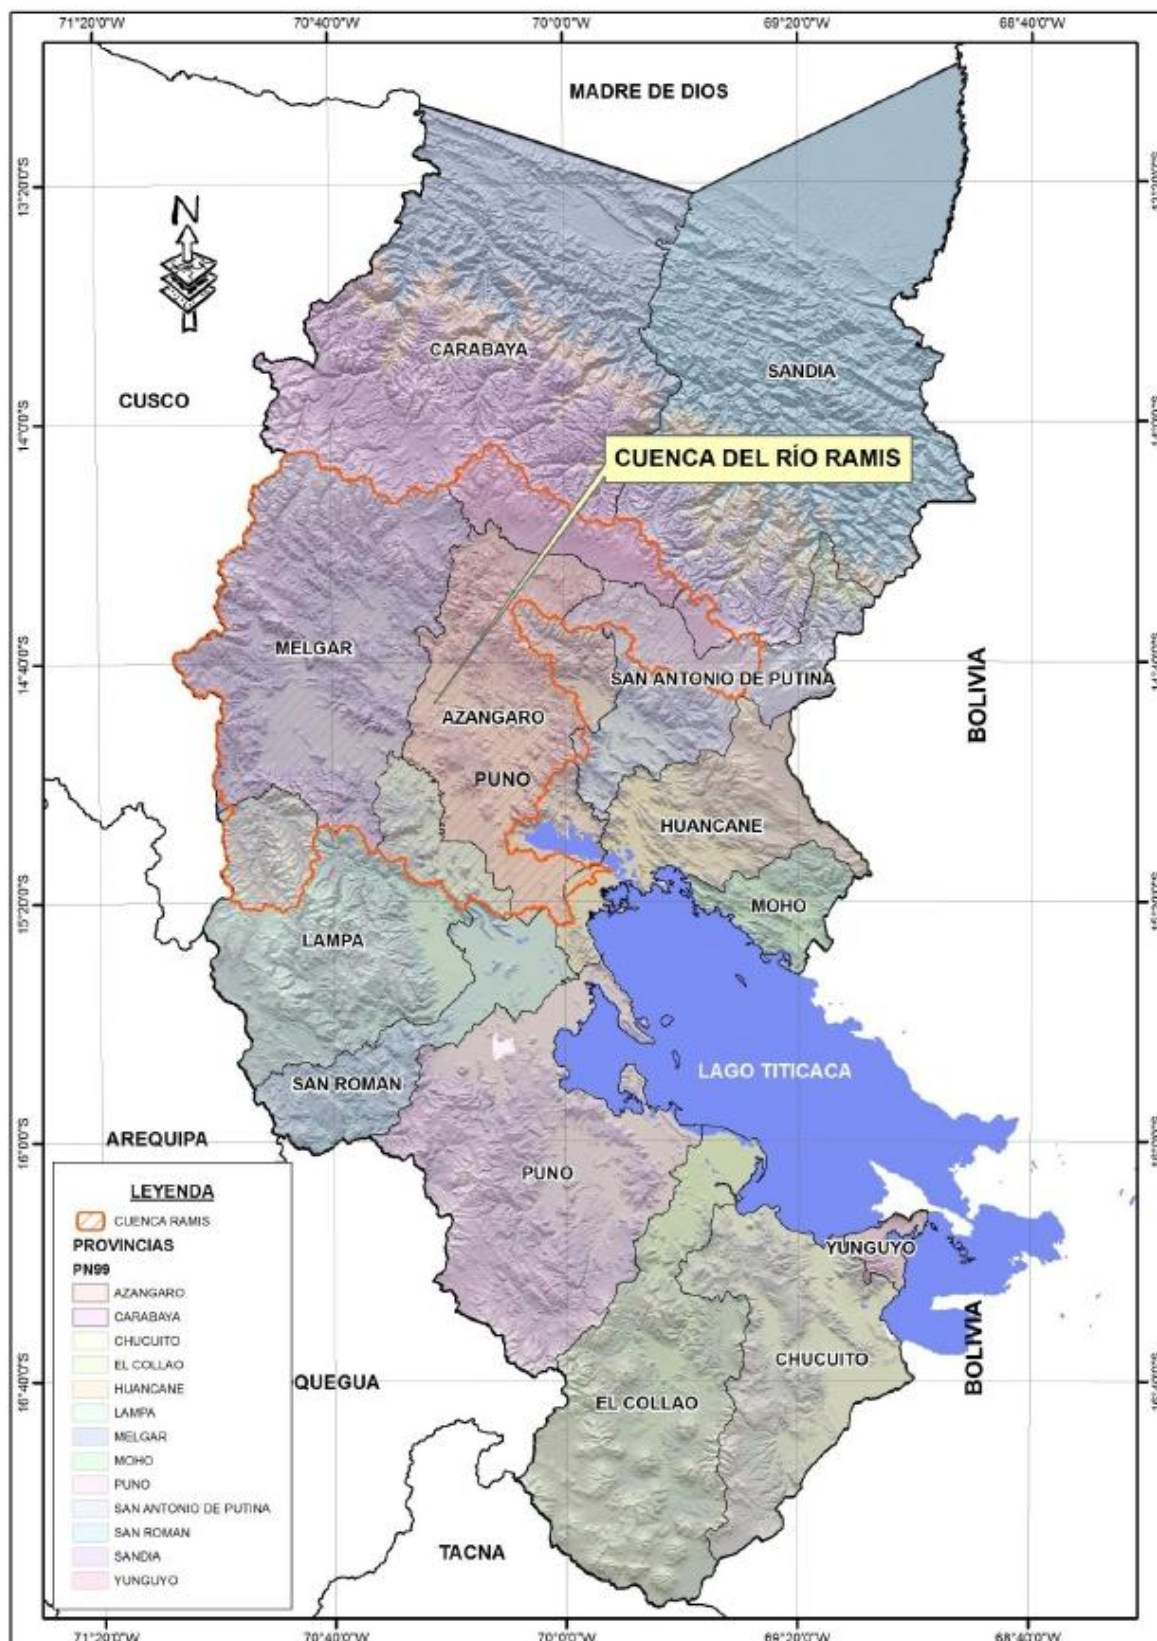 71°20'0"W 70°40'0"W 70°0'0"W 69°20'0"W 68°40'0"W
MADRE DE DIOS
13°20'0"S
N
CARABAYA
SANDIA
CUSCO
14°0'0"S
CUENCA DEL RÍO RAMIS
MELGAR
14°40'0"S 14°40'0"S
SAN ANTONIO DE PUTINA
BOLIVIA
AZANGARO
PUNO
HUANCANE
MOHO
15°20'0"S
LAMPA
LAGO TITICACA
SAN ROMAN
AREQUIPA
16°0'0"S
PUNO
YUNGUYO
BOLIVIA
CHUCUITO
16°40'0"S
QUEGUA
EL COLLAO
TACNA
LEYENDA
CUENCA RAMIS
PROVINCIAS
PN99
AZANGARO
CARABAYA
CHUCUITO
EL COLLAO
HUANCANE
LAMPA
MELGAR
MOHO
PUNO
SAN ANTONIO DE PUTINA
SAN ROMAN
SANDIA
YUNGUYO
71°20'0"W 70°40'0"W 70°0'0"W 69°20'0"W 68°40'0"W